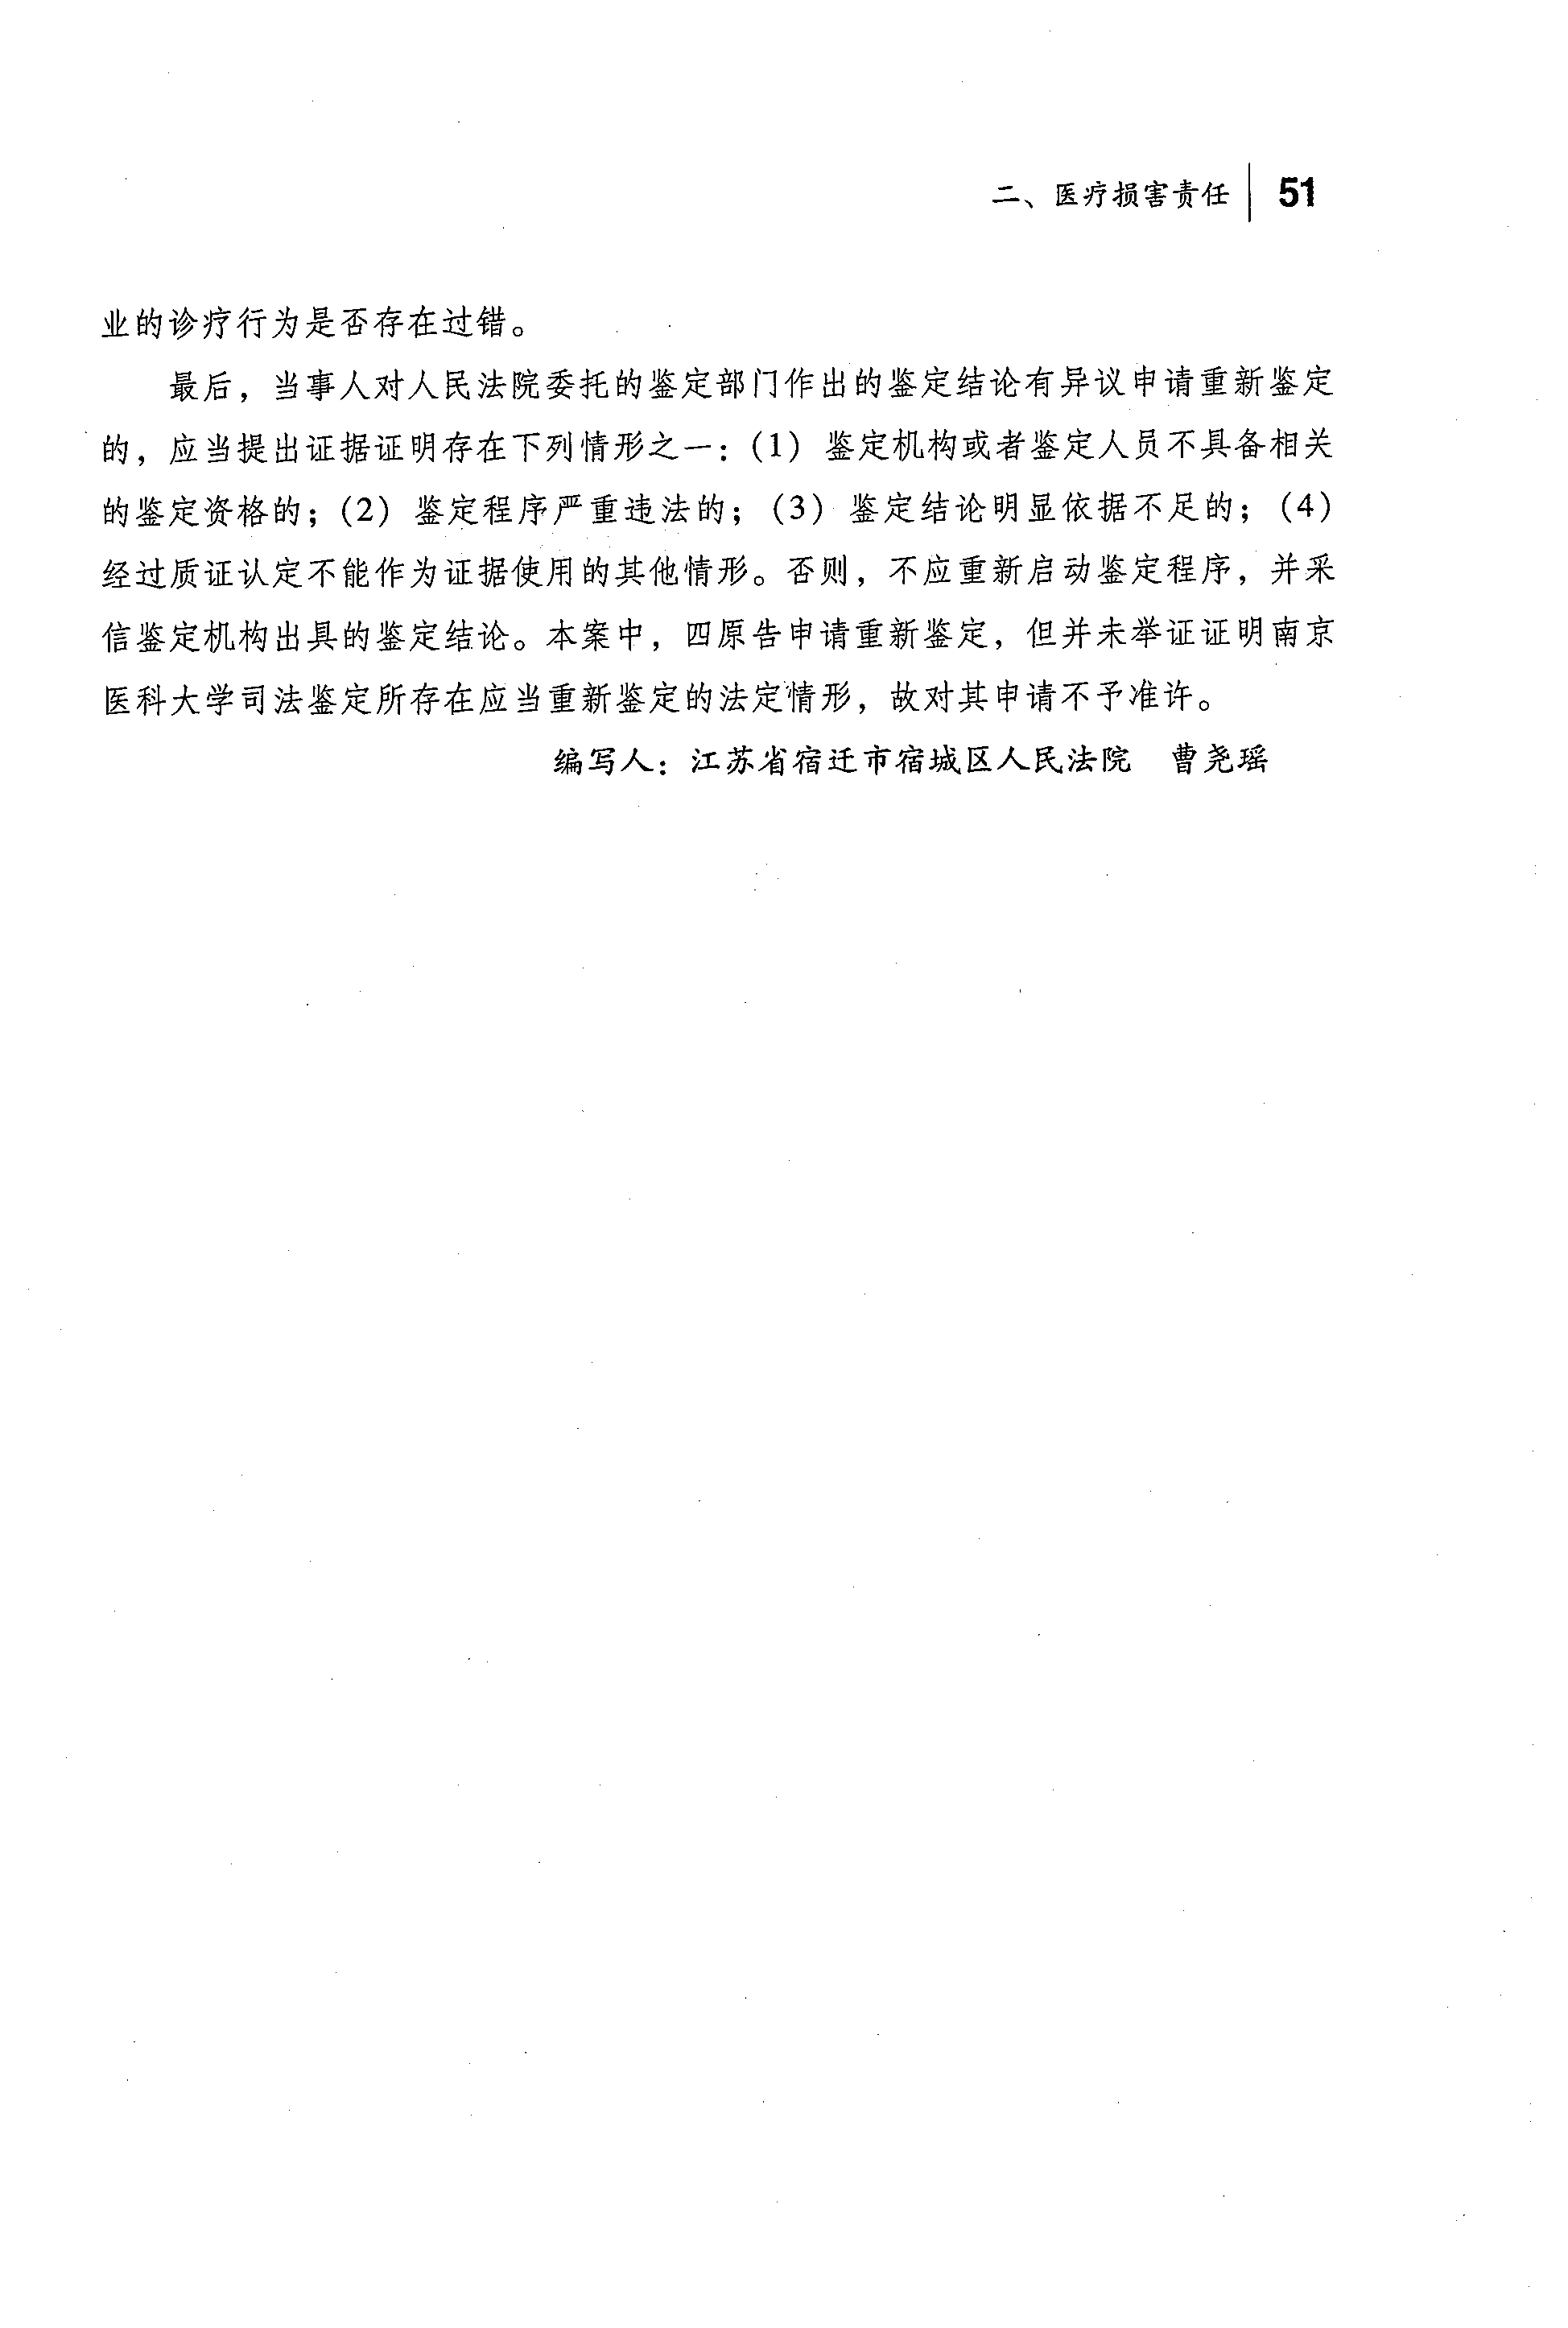 二、医疗损害责任 51
业的诊疗行为是否存在过错。
最后，当事人对人民法院委托的鉴定部门作出的鉴定结论有异议申请重新鉴定
的，应当提出证据证明存在下列情形之一：（1）鉴定机构或者鉴定人员不具备相关
的鉴定资格的；（2）鉴定程序严重违法的；（3）鉴定结论明显依据不足的；（4）
经过质证认定不能作为证据使用的其他情形。否则，不应重新启动鉴定程序，并采
信鉴定机构出具的鉴定结论。本案中，四原告申请重新鉴定，但并未举证证明南京
医科大学司法鉴定所存在应当重新鉴定的法定情形，故对其申请不予准许。
编写人：江苏省宿迁市宿城区人民法院 曹尧瑶